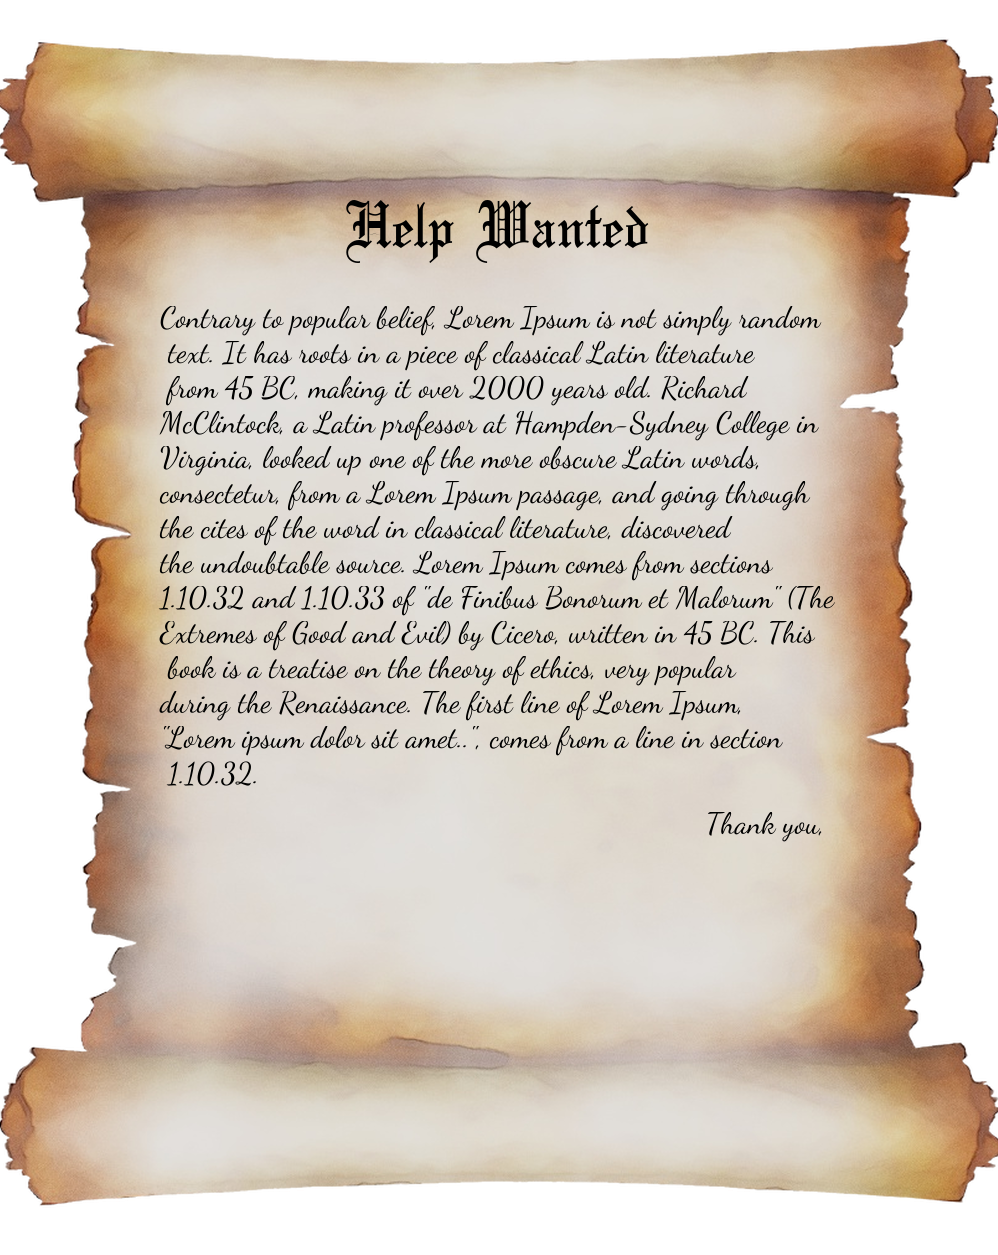 Help Wanted
Contrary to popular belief, Lorem Ipsum is not simply random
text. It has roots in a piece of classical Latin literature
from 45 BC, making it over 2000 years old. Richard
McClintock, a Latin professor at Hampden-Sydney College in
Virginia, looked up one of the more obscure Latin words,
consectetur, from a Lorem Ipsum passage, and going through
the cites of the word in classical literature, discovered
the undoubtable source. Lorem Ipsum comes from sections
1.10.32 and 1.10.33 of "de Finibus Bonorum et Malorum" (The
Extremes of Good and Evil) by Cicero, written in 45 BC. This
book is a treatise on the theory of ethics, very popular
during the Renaissance. The first line of Lorem Ipsum,
"Lorem ipsum dolor sit amet..", comes from a line in section
1.10.32.
Thank you,